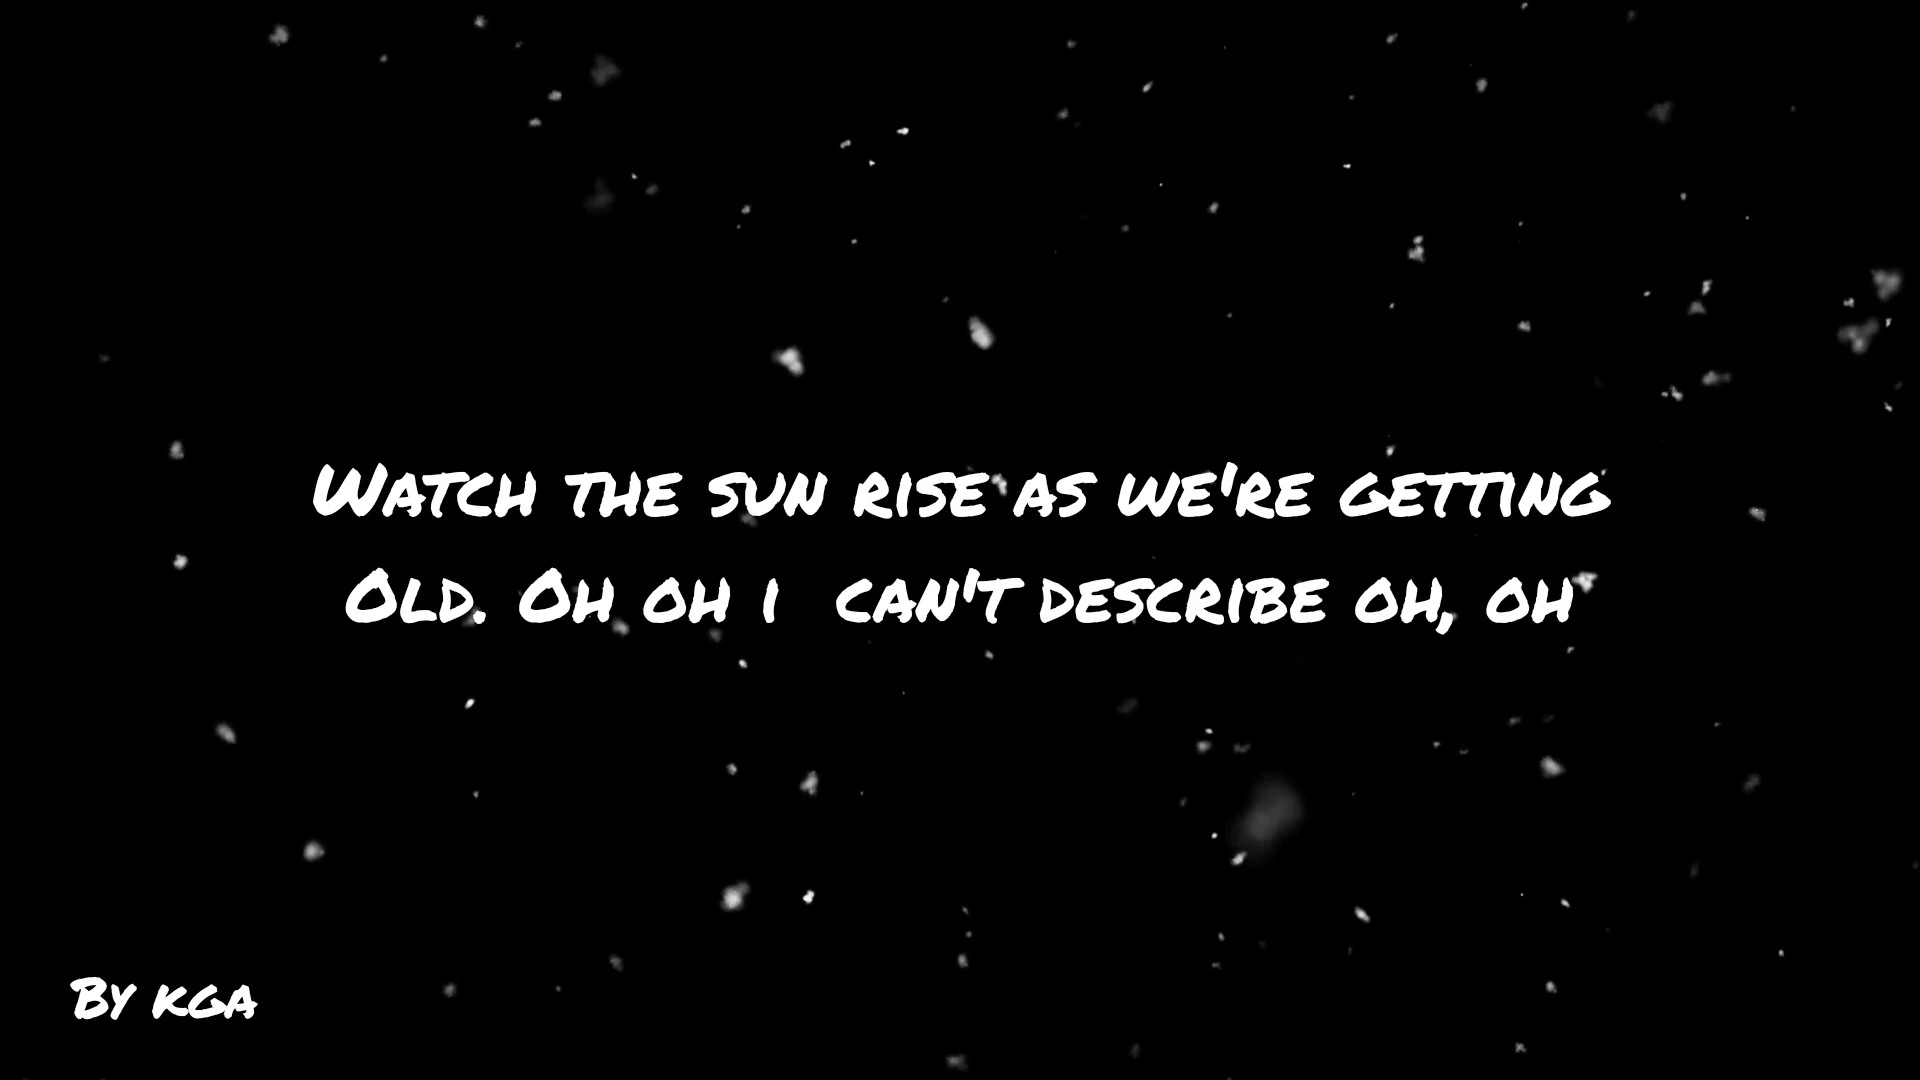 Watch the sun rise as we're getting
Old. Oh oh i  can't describe oh, oh
By kga